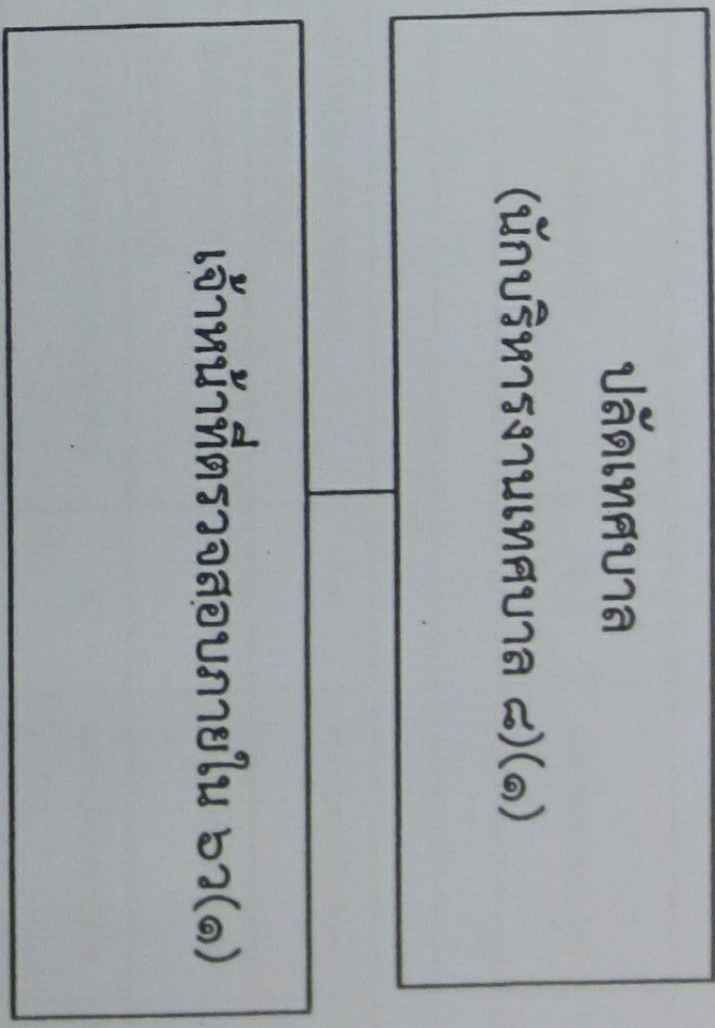 ปลัดเทศบาล
(นักบริหารงานเทศบาล ๘)(๑)
เจ้าหน้าที่ตรวจสอบภายใน ๖ว(๑)